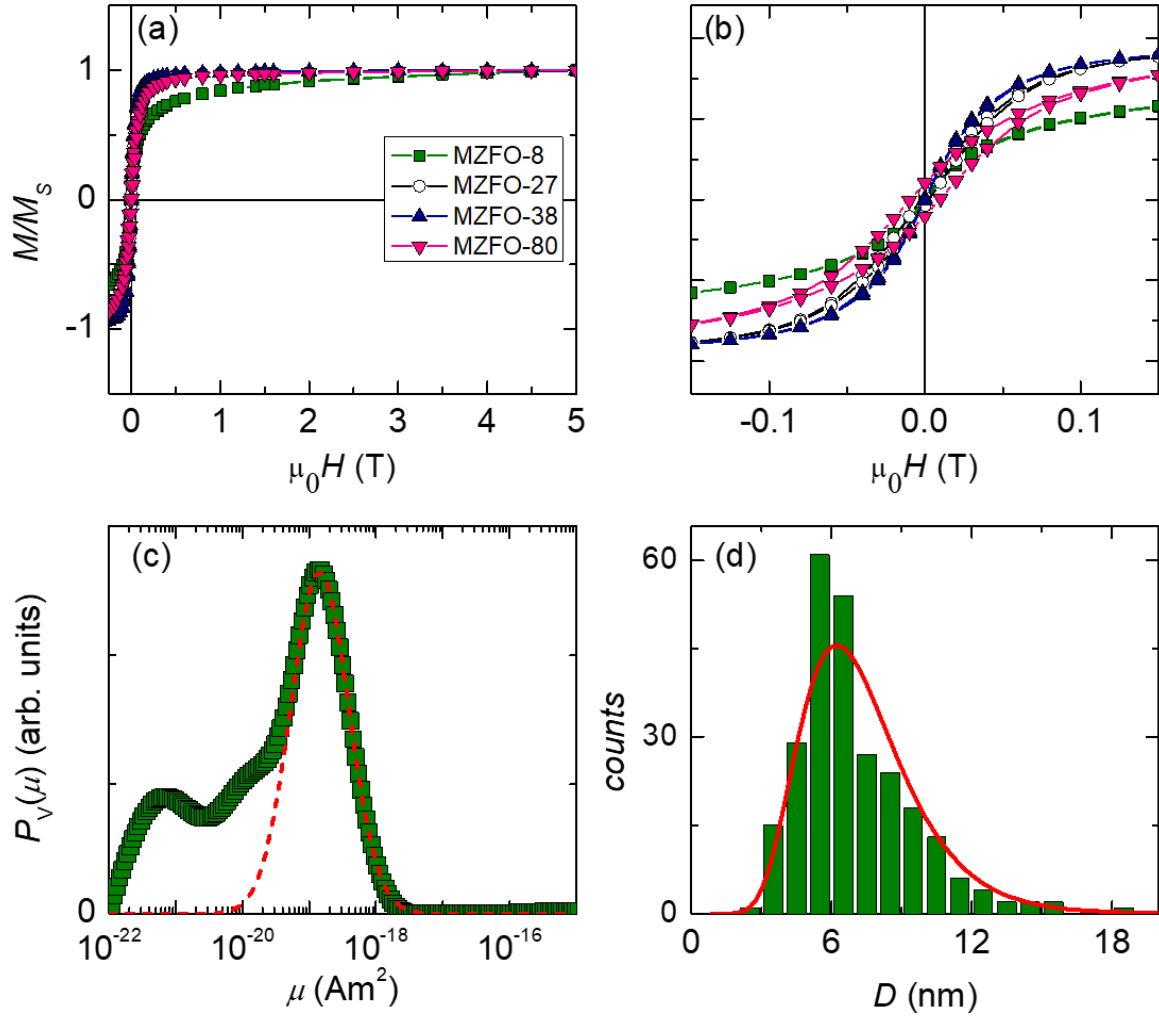 (a)
1
0
-1
M/M_S
0 1 2 3 4 5
μ₀H (T)
MZFO-8
MZFO-27
MZFO-38
MZFO-80
(b)
-0.1 0.0 0.1
μ₀H (T)
(c)
P_V(μ) (arb. units)
0
10⁻²² 10⁻²⁰ 10⁻¹⁸ 10⁻¹⁶
μ (Am²)
(d)
60
30
0
counts
0 6 12 18
D (nm)